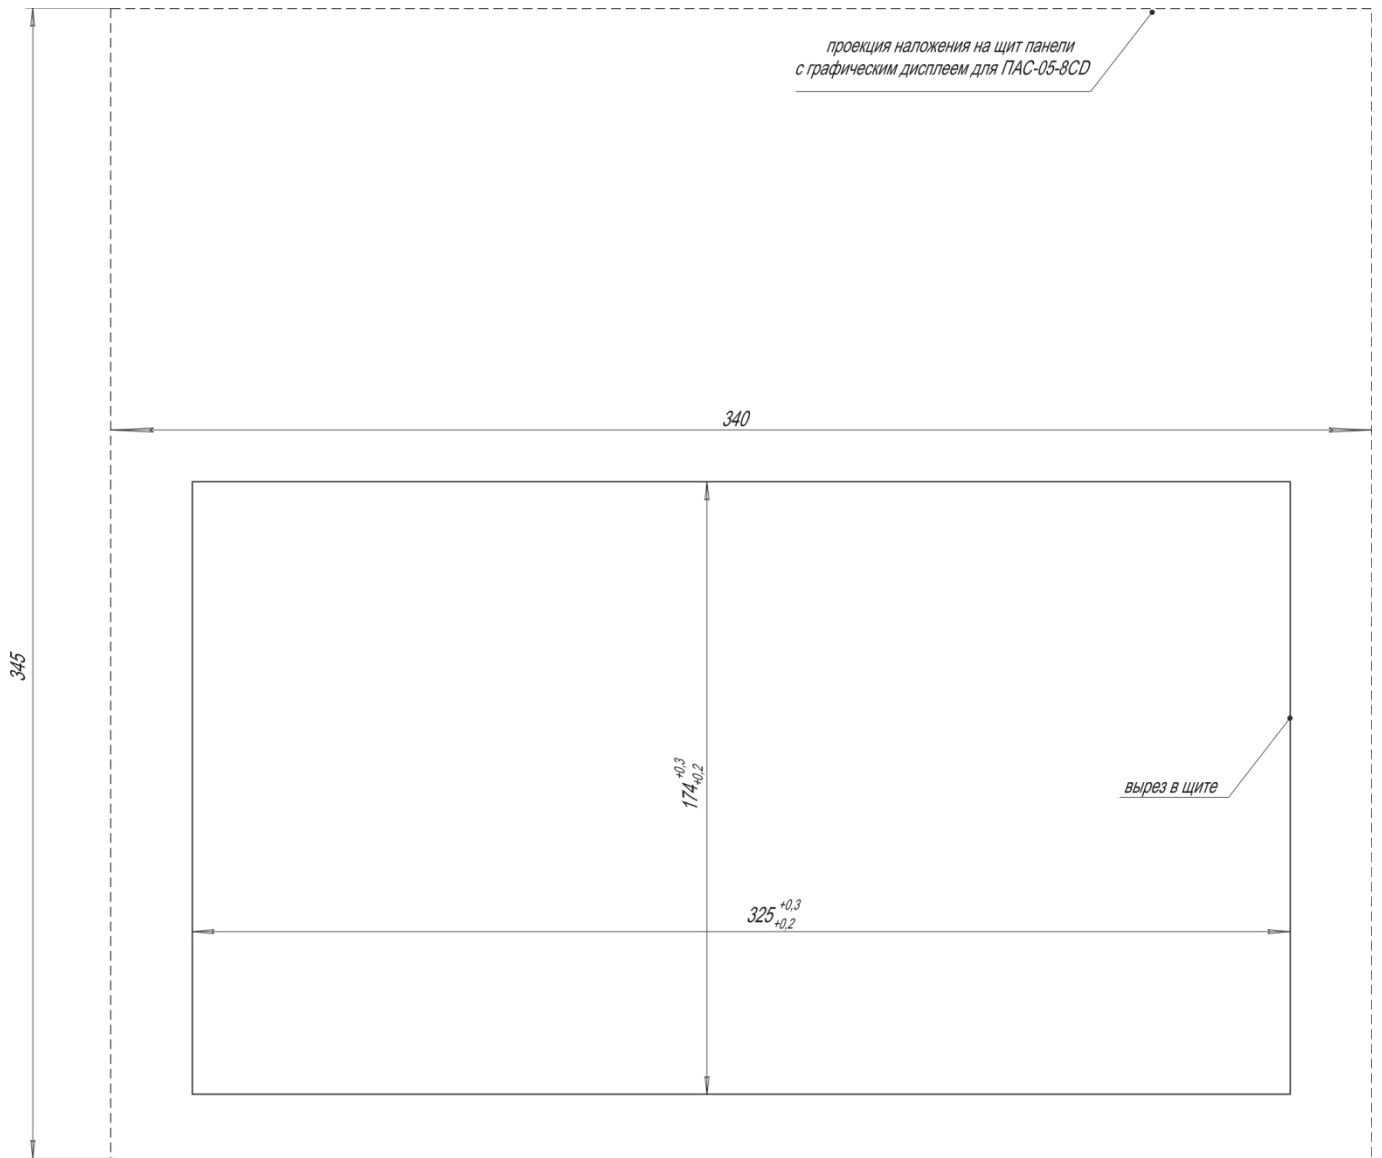 проекция наложения на щит панели
с графическим дисплеем для ПАС-05-8CD
340
345
174 +0,3 +0,2
вырез в щите
325 +0,3 +0,2